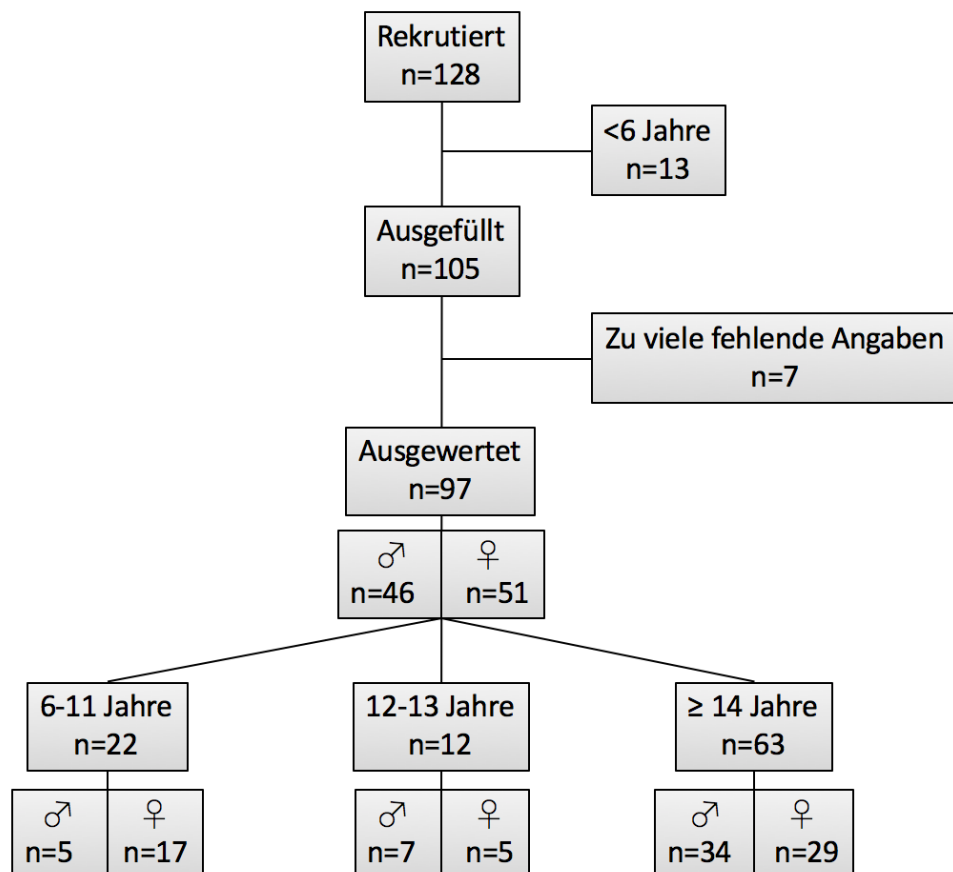 Rekrutiert
n=128
<6 Jahre
n=13
Ausgefüllt
n=105
Zu viele fehlende Angaben
n=7
Ausgewertet
n=97
♂ ♀
n=46 n=51
6-11 Jahre
n=22
12-13 Jahre
n=12
≥ 14 Jahre
n=63
♂ ♀
n=5 n=17
♂ ♀
n=7 n=5
♂ ♀
n=34 n=29